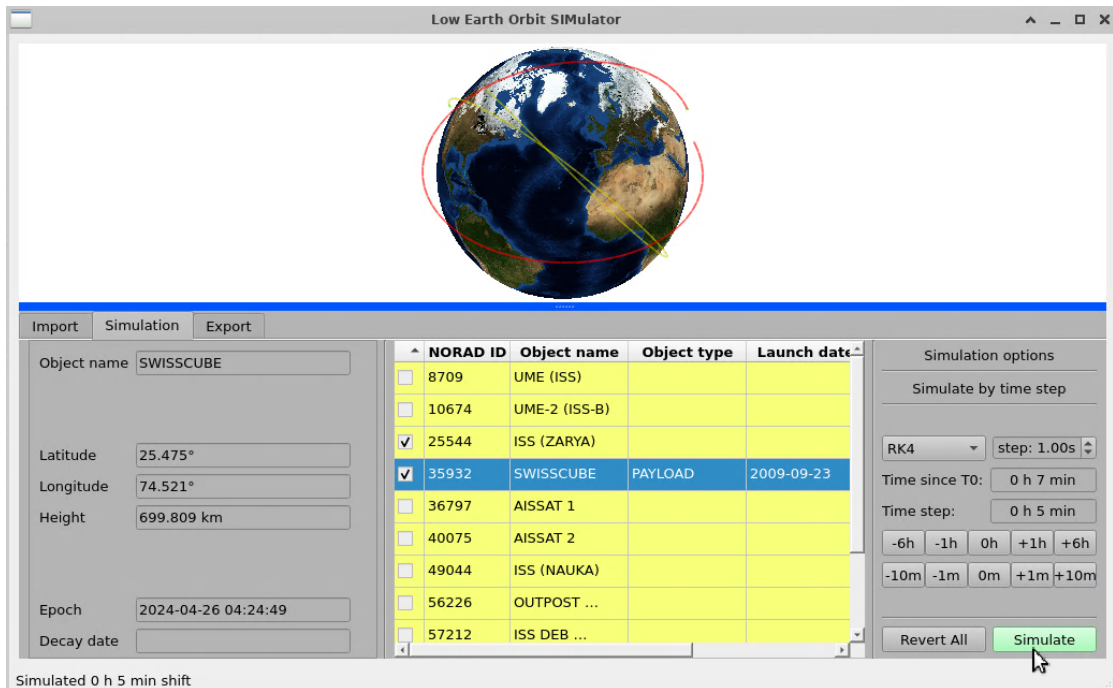 Low Earth Orbit SIMulator
Import Simulation Export
Object name SWISSCUBE
Latitude 25.475°
Longitude 74.521°
Height 699.809 km
Epoch 2024-04-26 04:24:49
Decay date
NORAD ID Object name Object type Launch date
8709 UME (ISS)
10674 UME-2 (ISS-B)
25544 ISS (ZARYA)
35932 SWISSCUBE PAYLOAD 2009-09-23
36797 AISSAT 1
40075 AISSAT 2
49044 ISS (NAUKA)
56226 OUTPOST ...
57212 ISS DEB ...
Simulation options
Simulate by time step
RK4 step: 1.00s
Time since T0: 0 h 7 min
Time step: 0 h 5 min
-6h -1h 0h +1h +6h
-10m -1m 0m +1m +10m
Revert All Simulate
Simulated 0 h 5 min shift